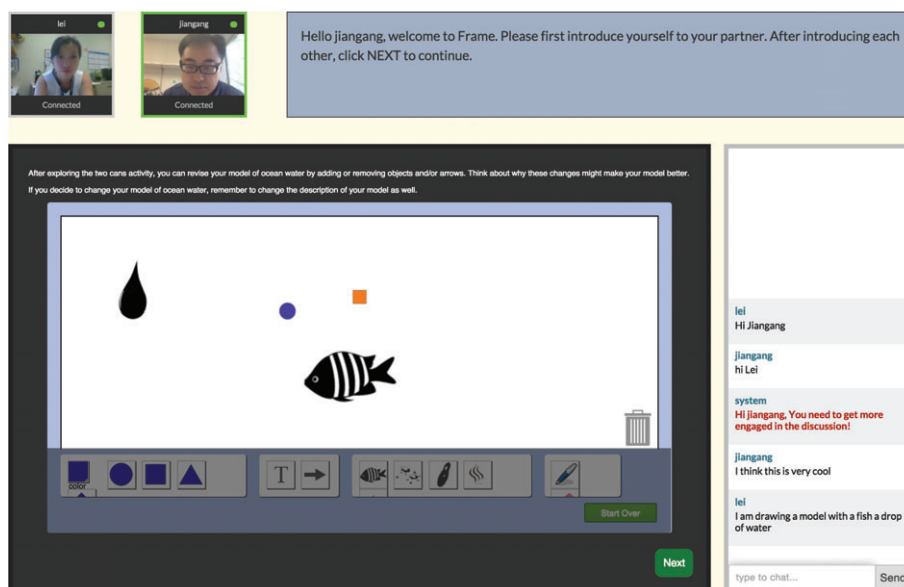 lei
Connected
jiangang
Connected
Hello jiangang, welcome to Frame. Please first introduce yourself to your partner. After introducing each
other, click NEXT to continue.
After exploring the two cans activity, you can revise your model of ocean water by adding or removing objects and/or arrows. Think about why these changes might make your model better.
If you decide to change your model of ocean water, remember to change the description of your model as well.
color
T
Start Over
Next
lei
Hi Jiangang
jiangang
hi Lei
system
Hi jiangang, You need to get more
engaged in the discussion!
jiangang
I think this is very cool
lei
I am drawing a model with a fish a drop
of water
type to chat...
Send